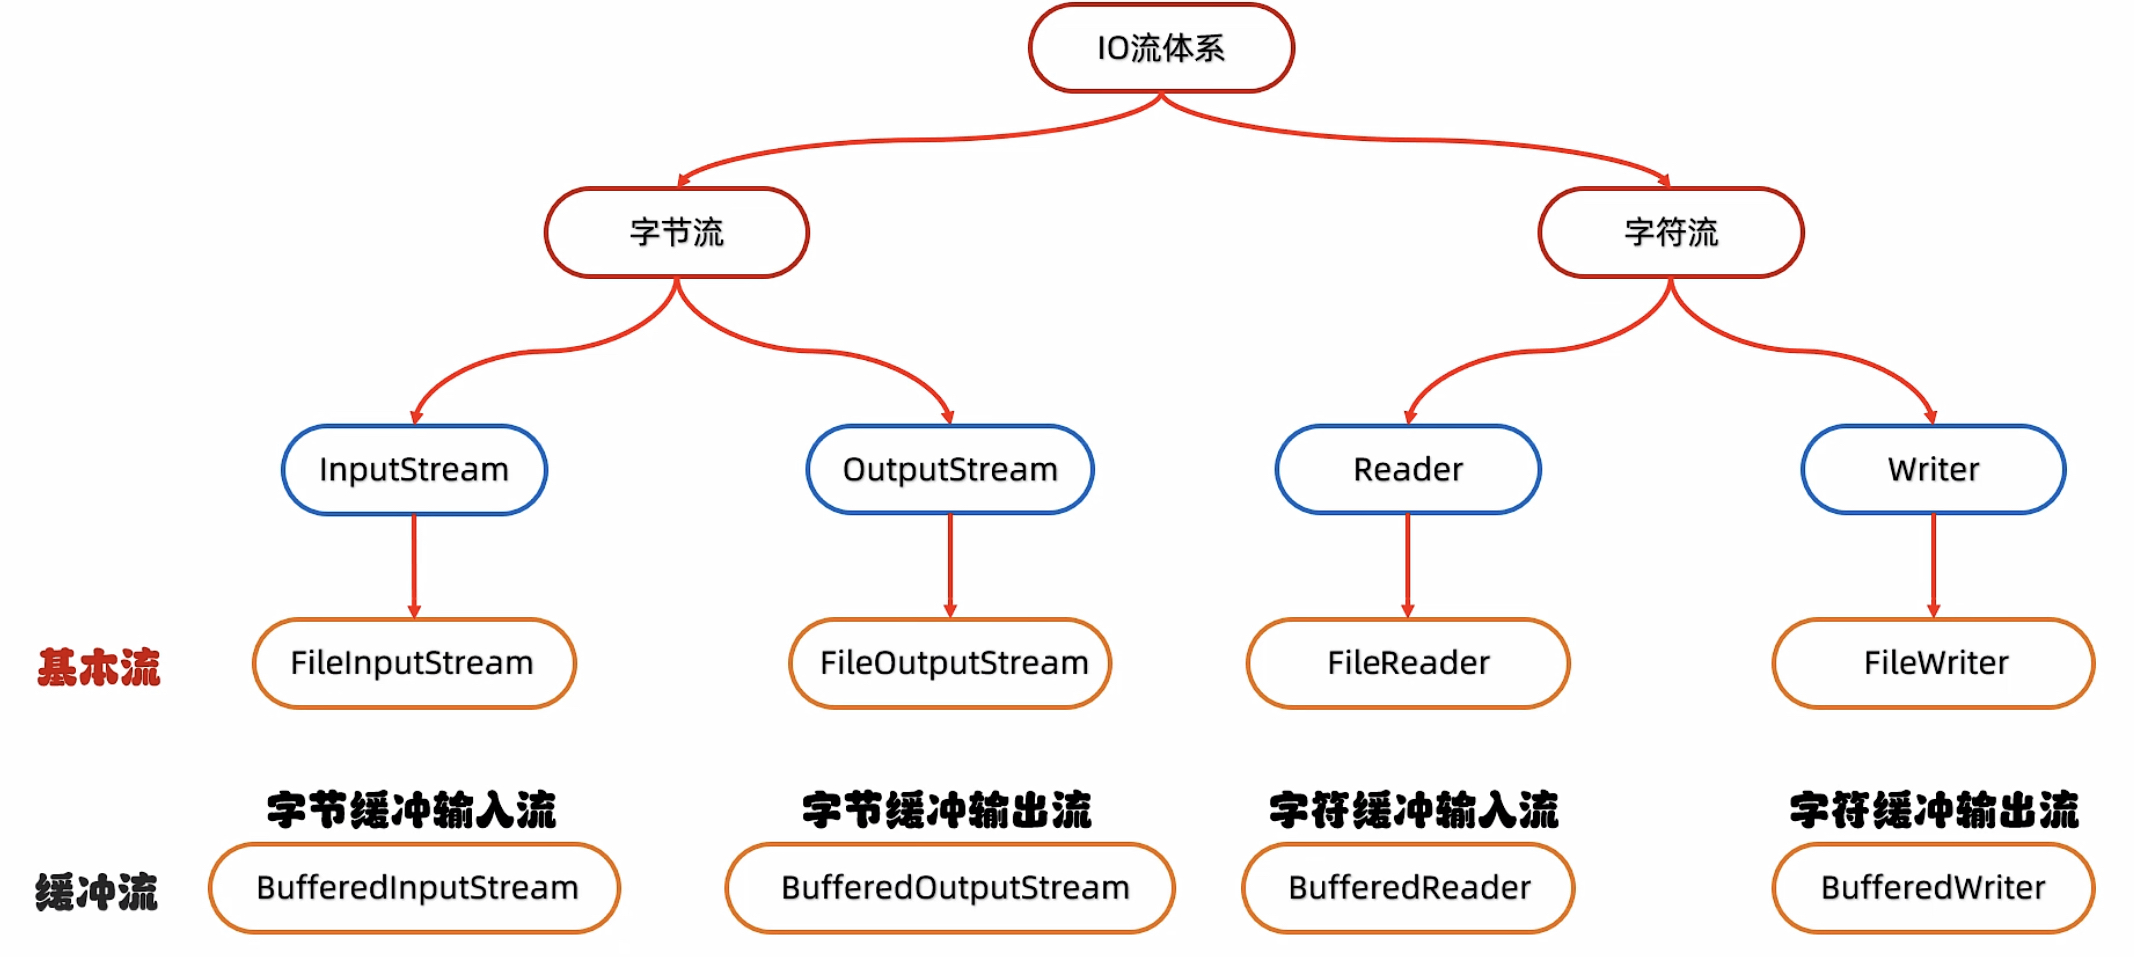 IO流体系
字节流
字符流
InputStream
OutputStream
Reader
Writer
基本流
FileInputStream
FileOutputStream
FileReader
FileWriter
字节缓冲输入流
字节缓冲输出流
字符缓冲输入流
字符缓冲输出流
缓冲流
BufferedInputStream
BufferedOutputStream
BufferedReader
BufferedWriter